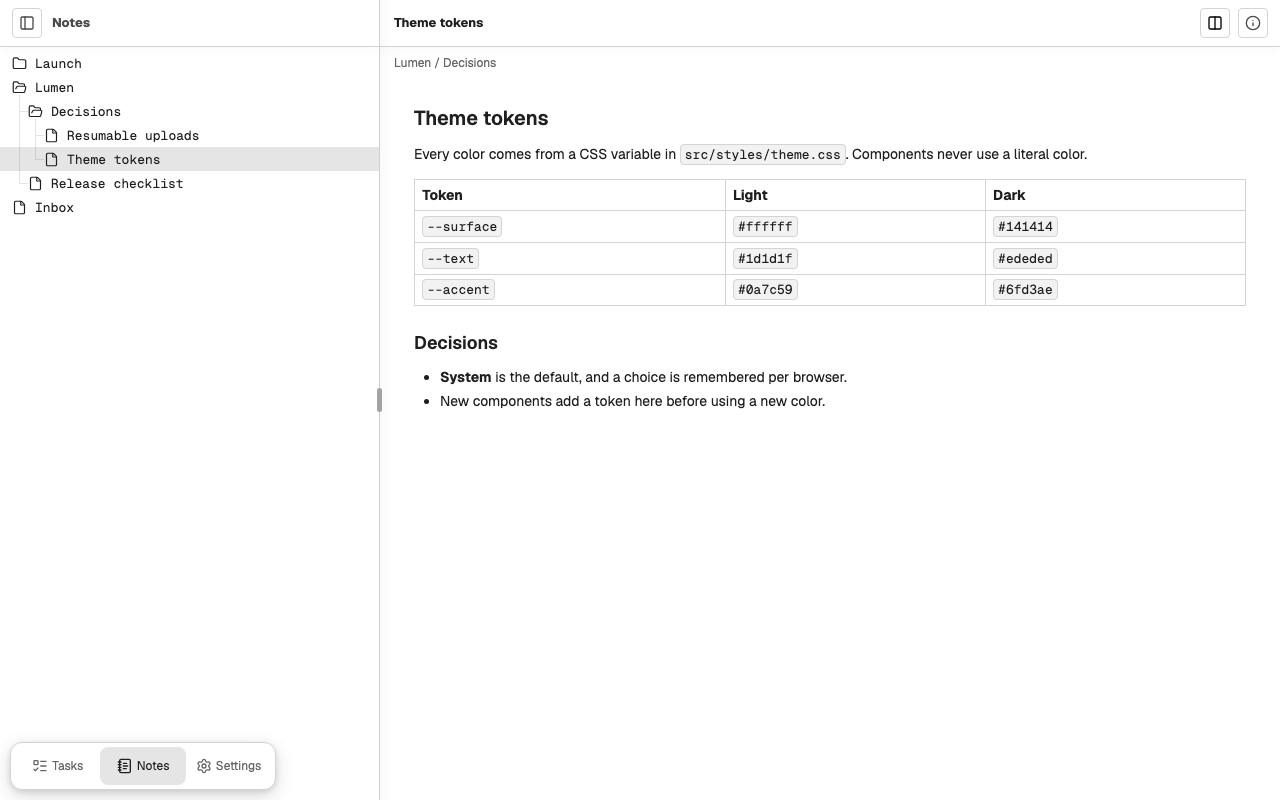 Notes
Launch
Lumen
Decisions
Resumable uploads
Theme tokens
Release checklist
Inbox
Tasks
Notes
Settings
Theme tokens
Lumen / Decisions
Theme tokens
Every color comes from a CSS variable in src/styles/theme.css. Components never use a literal color.
Token Light Dark
--surface #ffffff #141414
--text #1d1d1f #ededed
--accent #0a7c59 #6fd3ae
Decisions
• System is the default, and a choice is remembered per browser.
• New components add a token here before using a new color.